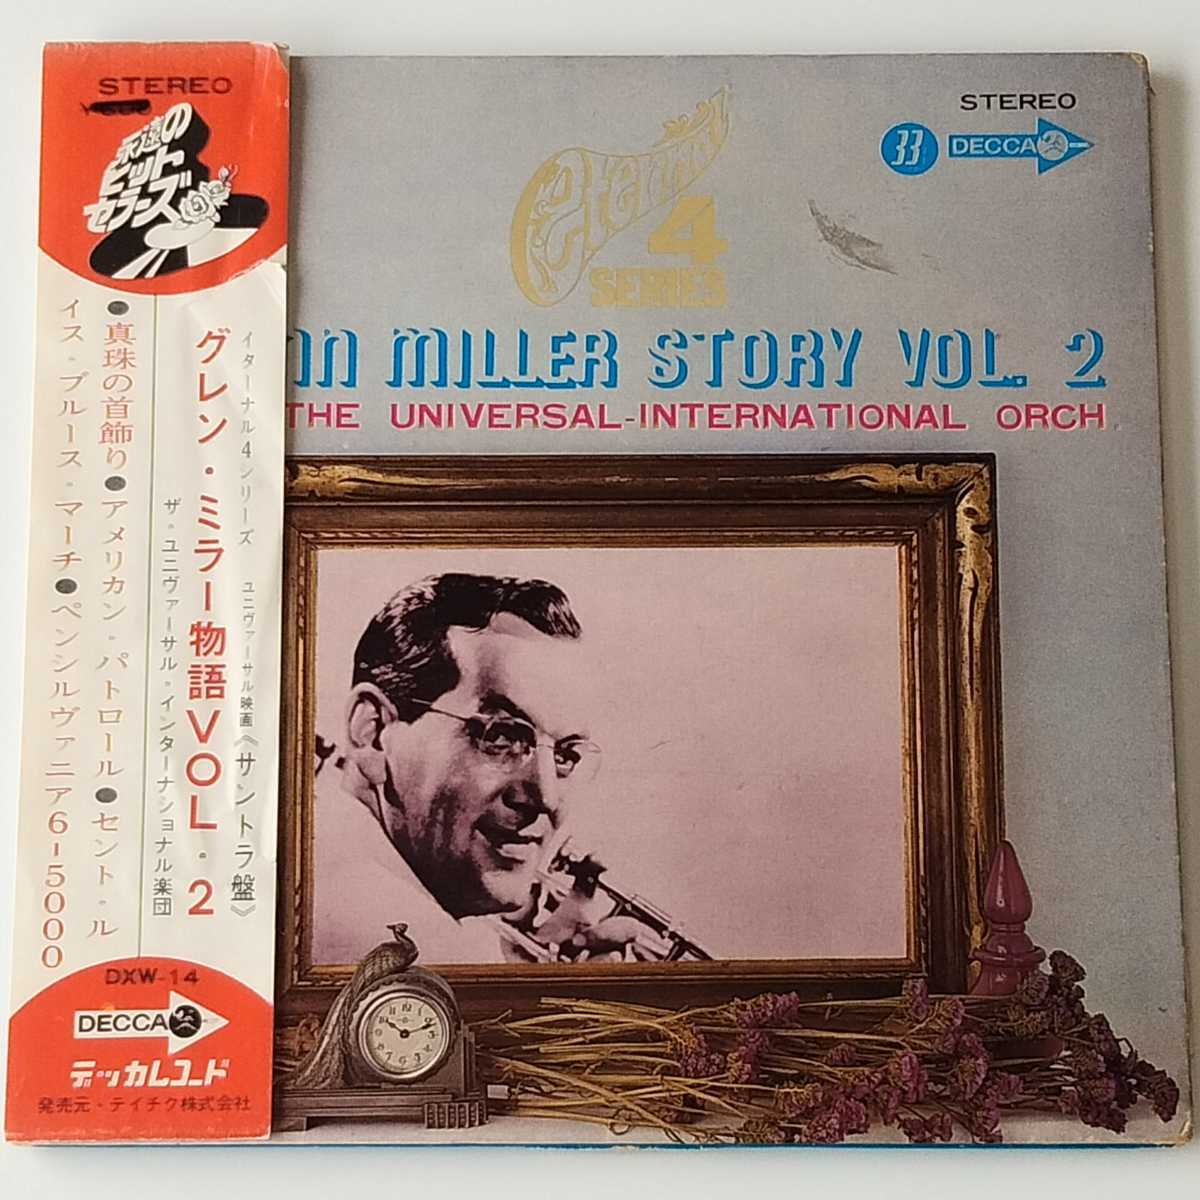 STEREO
永遠の
ヒット
セラーズ
イターナル4シリーズ ユニヴァーサル映画《サントラ盤》
グレン・ミラー物語VOL.2
ザ・ユニヴァーサル・インターナショナル楽団
●真珠の首飾り●アメリカン・パトロール●セント・ル
イス・ブルース・マーチ●ペンシルヴァニア6-5000
DXW-14
DECCA
デッカレコード
発売元・テイチク株式会社
STEREO
33 DECCA
Eternal
4
SERIES
NN MILLER STORY VOL. 2
THE UNIVERSAL-INTERNATIONAL ORCH